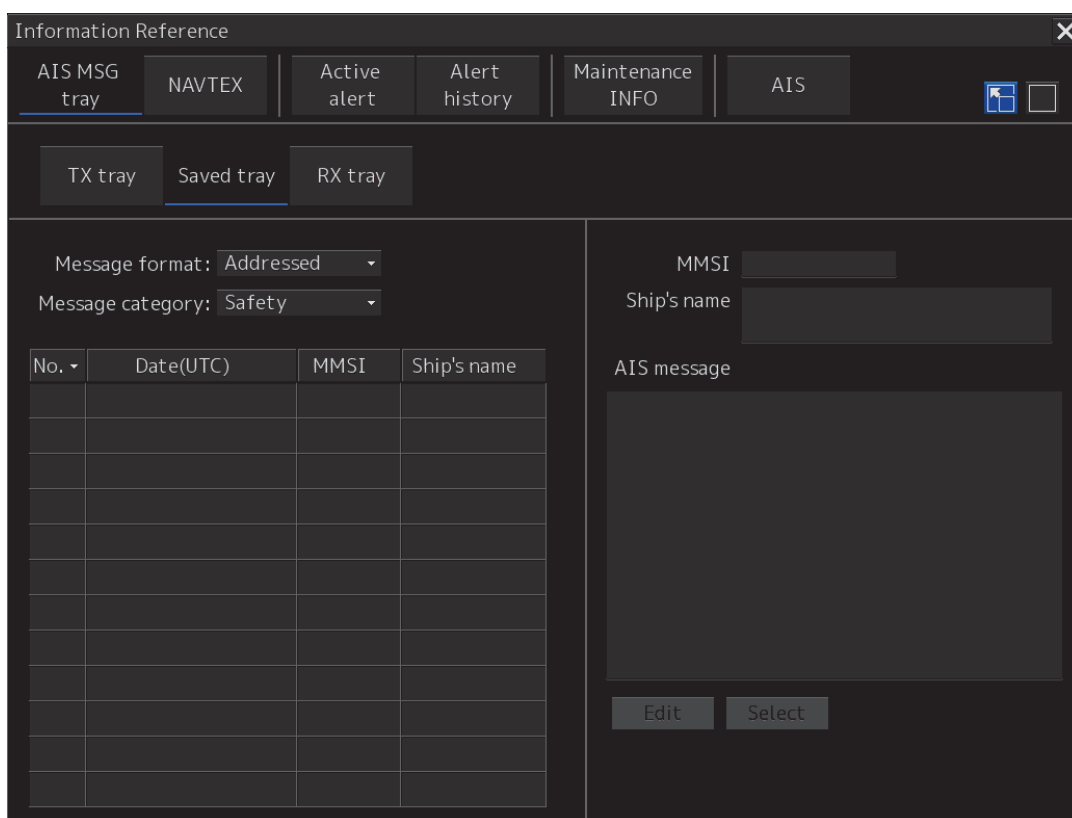 Information Reference
AIS MSG tray
NAVTEX
Active alert
Alert history
Maintenance INFO
AIS
TX tray
Saved tray
RX tray
Message format: Addressed
Message category: Safety
No.
Date(UTC)
MMSI
Ship's name
MMSI
Ship's name
AIS message
Edit
Select